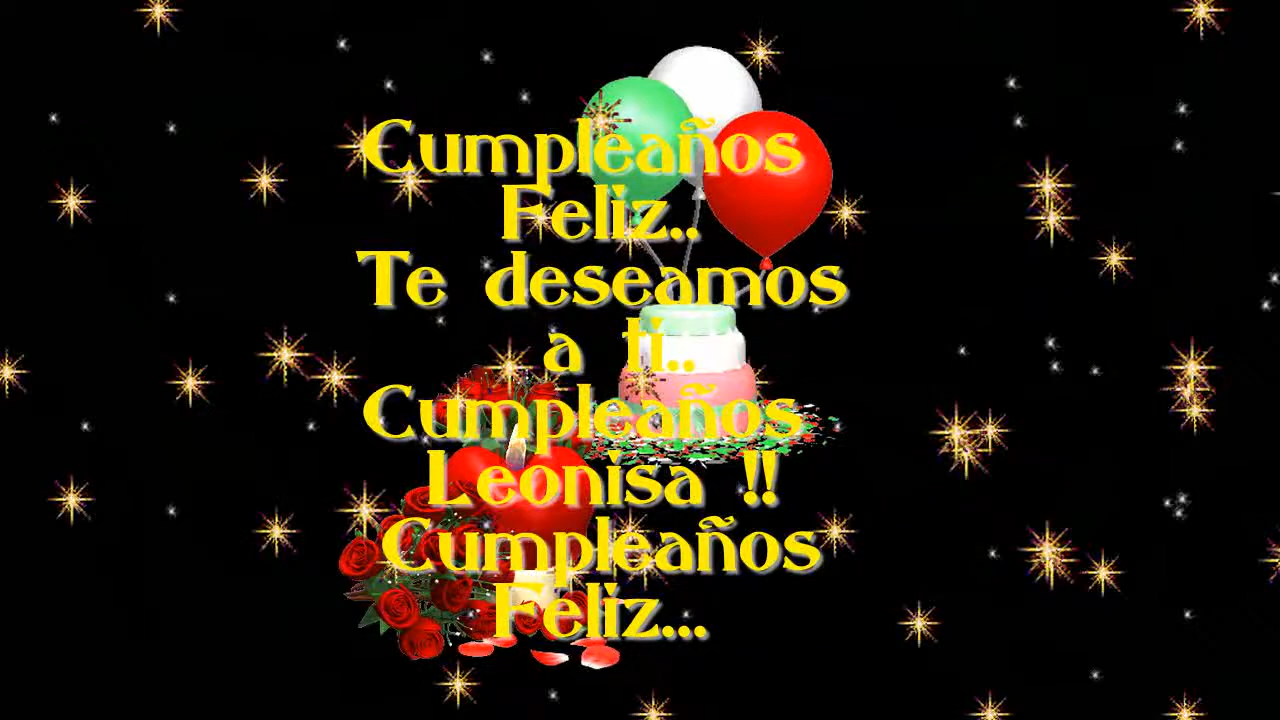 Cumpleaños
Feliz..
Te deseamos
a ti..
Cumpleaños
Leonisa !!
Cumpleaños
Feliz...